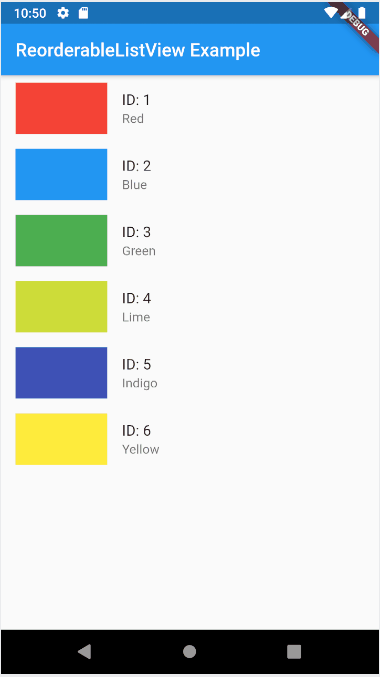 10:50
DEBUG
ReorderableListView Example
ID: 1
Red
ID: 2
Blue
ID: 3
Green
ID: 4
Lime
ID: 5
Indigo
ID: 6
Yellow